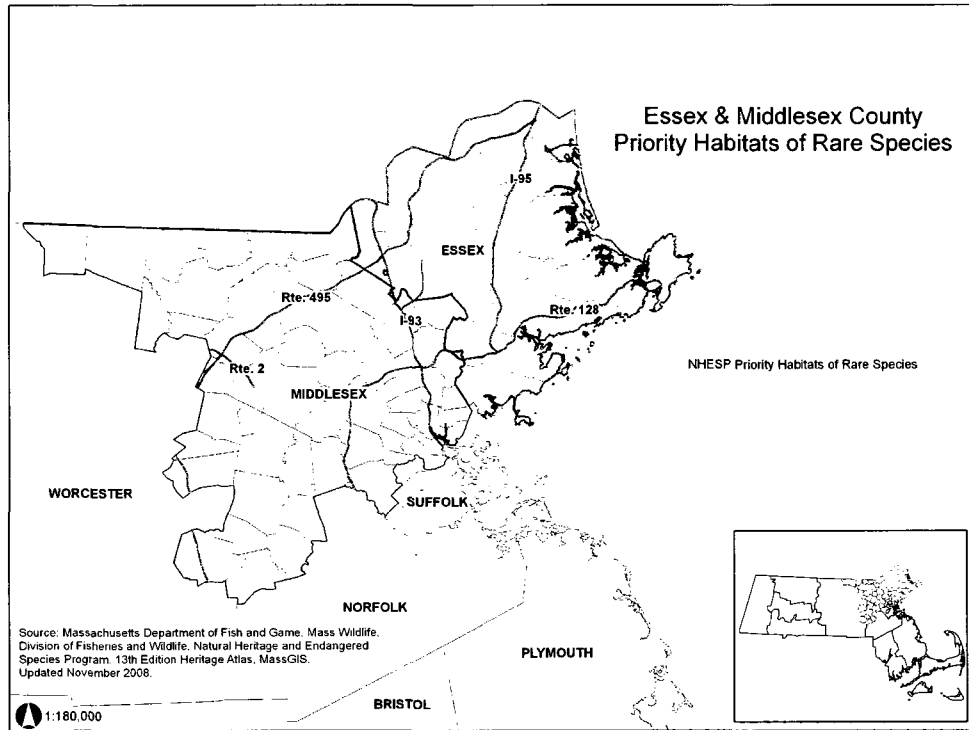 Essex & Middlesex County
Priority Habitats of Rare Species
I-95
ESSEX
Rte. 495
Rte. 128
I-93
NHESP Priority Habitats of Rare Species
Rte. 2
MIDDLESEX
WORCESTER
SUFFOLK
NORFOLK
Source: Massachusetts Department of Fish and Game. Mass Wildlife.
Division of Fisheries and Wildlife. Natural Heritage and Endangered
Species Program. 13th Edition Heritage Atlas, MassGIS.
Updated November 2008.
PLYMOUTH
BRISTOL
1:180,000